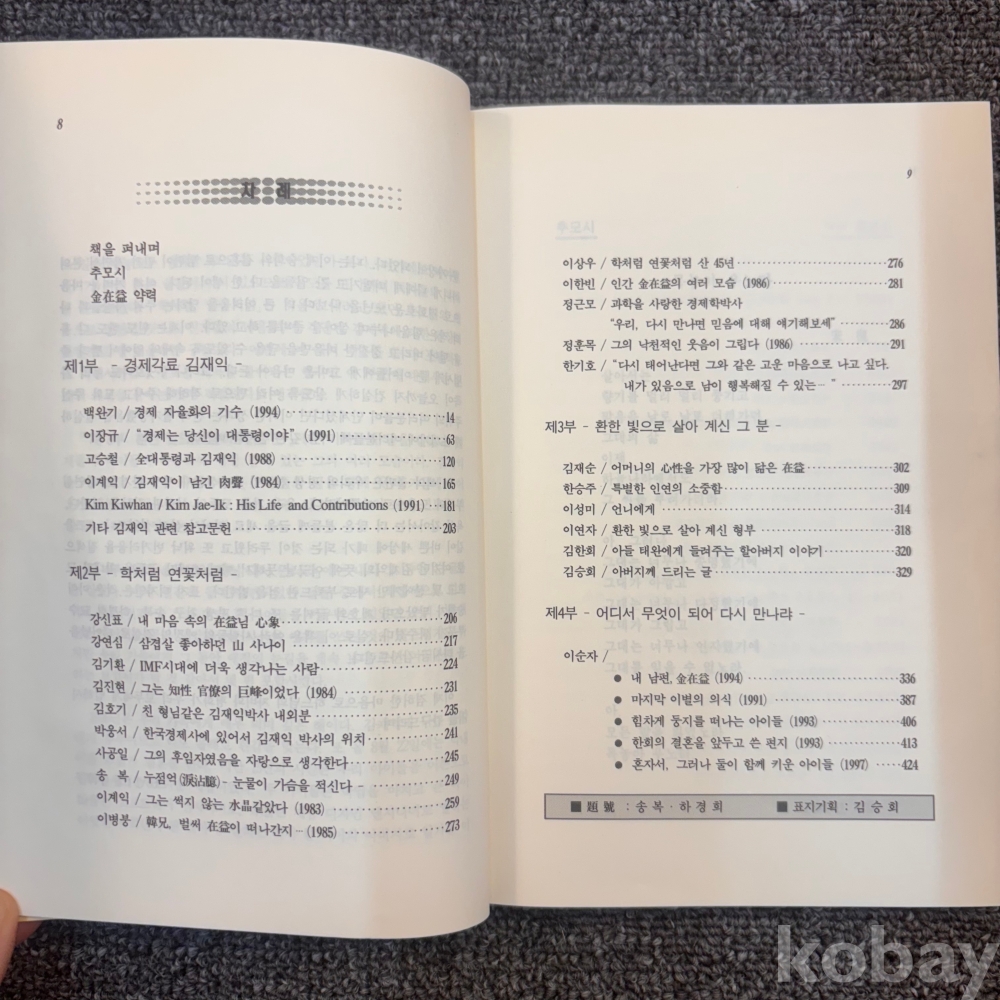 8
차 례
책을 펴내며
추모시
金在益 약력
제1부 - 경제각료 김재익 -
백완기 / 경제 자율화의 기수 (1994) 14
이장규 / “경제는 당신이 대통령이야” (1991) 63
고승철 / 全대통령과 김재익 (1988) 120
이계익 / 김재익이 남긴 肉聲 (1984) 165
Kim Kiwhan / Kim Jae-Ik : His Life and Contributions (1991) 181
기타 김재익 관련 참고문헌 203
제2부 - 학처럼 연꽃처럼 -
강신표 / 내 마음 속의 在益님 心象 206
강연심 / 삼겹살 좋아하던 山 사나이 217
김기환 / IMF시대에 더욱 생각나는 사람 224
김진현 / 그는 知性 官僚의 巨峰이었다 (1984) 231
김호기 / 친 형님같은 김재익박사 내외분 235
박웅서 / 한국경제사에 있어서 김재익 박사의 위치 241
사공일 / 그의 후임자였음을 자랑으로 생각한다 245
송 복 / 누점억(淚沾臆)- 눈물이 가슴을 적신다 - 249
이계익 / 그는 썩지 않는 水晶같았다 (1983) 259
이병붕 / 韓兄, 벌써 在益이 떠나간지… (1985) 273
9
이상우 / 학처럼 연꽃처럼 산 45년 276
이한빈 / 인간 金在益의 여러 모습 (1986) 281
정근모 / 과학을 사랑한 경제학박사
“우리, 다시 만나면 믿음에 대해 얘기해보세” 286
정훈목 / 그의 낙천적인 웃음이 그립다 (1986) 291
한기호 / “다시 태어난다면 그와 같은 고운 마음으로 나고 싶다.
내가 있음으로 남이 행복해질 수 있는… ” 297
제3부 - 환한 빛으로 살아 계신 그 분 -
김재순 / 어머니의 心性을 가장 많이 닮은 在益 302
한승주 / 특별한 인연의 소중함 309
이성미 / 언니에게 314
이연자 / 환한 빛으로 살아 계신 형부 318
김한회 / 아들 태완에게 들려주는 할아버지 이야기 320
김승회 / 아버지께 드리는 글 329
제4부 - 어디서 무엇이 되어 다시 만나랴 -
이순자 /
● 내 남편, 金在益 (1994) 336
● 마지막 이별의 의식 (1991) 387
● 힘차게 둥지를 떠나는 아이들 (1993) 406
● 한회의 결혼을 앞두고 쓴 편지 (1993) 413
● 혼자서, 그러나 둘이 함께 키운 아이들 (1997) 424
■ 題號 : 송복·하경희 ■ 표지기획 : 김승회
kobay